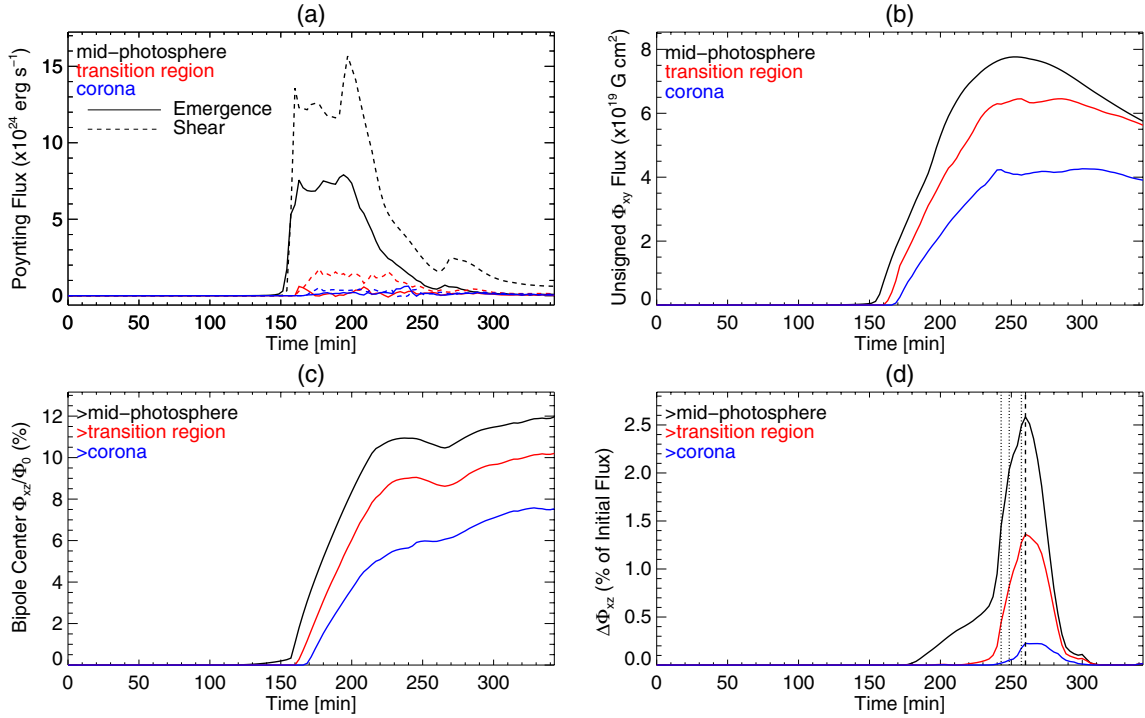 (a)
Poynting Flux (x10²⁴ erg s⁻¹)
15
10
5
0
mid−photosphere
transition region
corona
Emergence
Shear
0 50 100 150 200 250 300
Time [min]
(b)
Unsigned Φxy Flux (x10¹⁹ G cm²)
8
6
4
2
0
mid−photosphere
transition region
corona
0 50 100 150 200 250 300
Time [min]
(c)
Bipole Center Φxz/Φ0 (%)
12
10
8
6
4
2
0
>mid−photosphere
>transition region
>corona
0 50 100 150 200 250 300
Time [min]
(d)
ΔΦxz (% of Initial Flux)
2.5
2.0
1.5
1.0
0.5
0.0
>mid−photosphere
>transition region
>corona
0 50 100 150 200 250 300
Time [min]